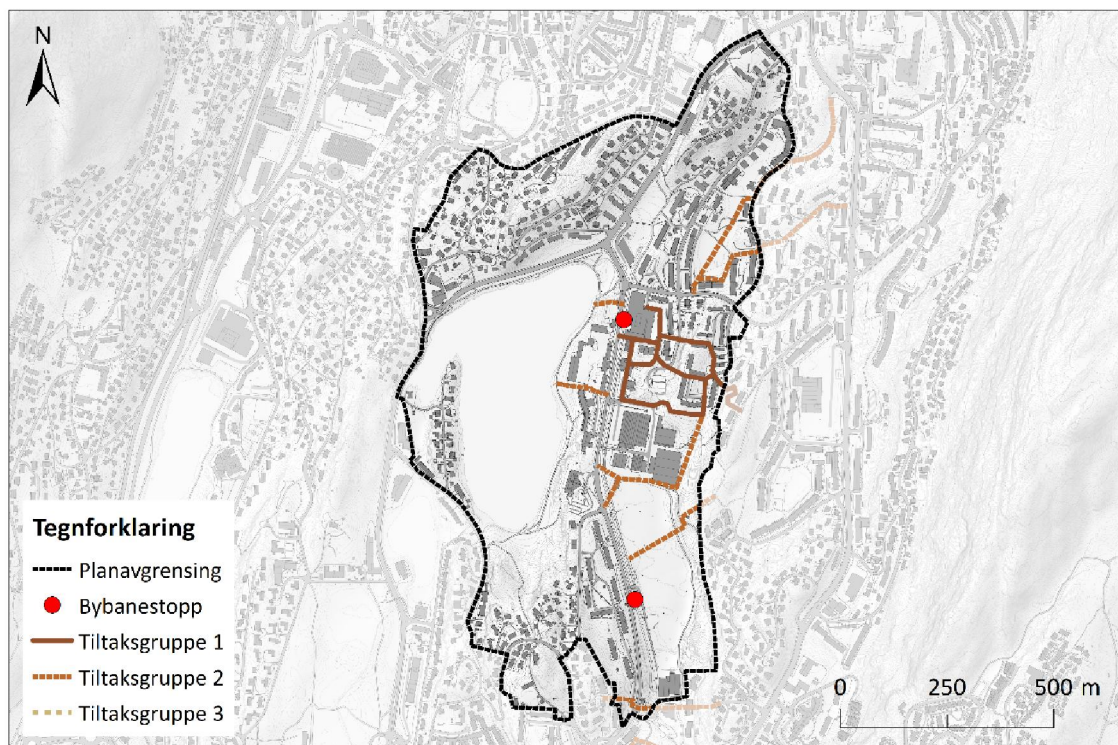 N
Tegnforklaring
Planavgrensing
Bybanestopp
Tiltaksgruppe 1
Tiltaksgruppe 2
Tiltaksgruppe 3
0 250 500 m